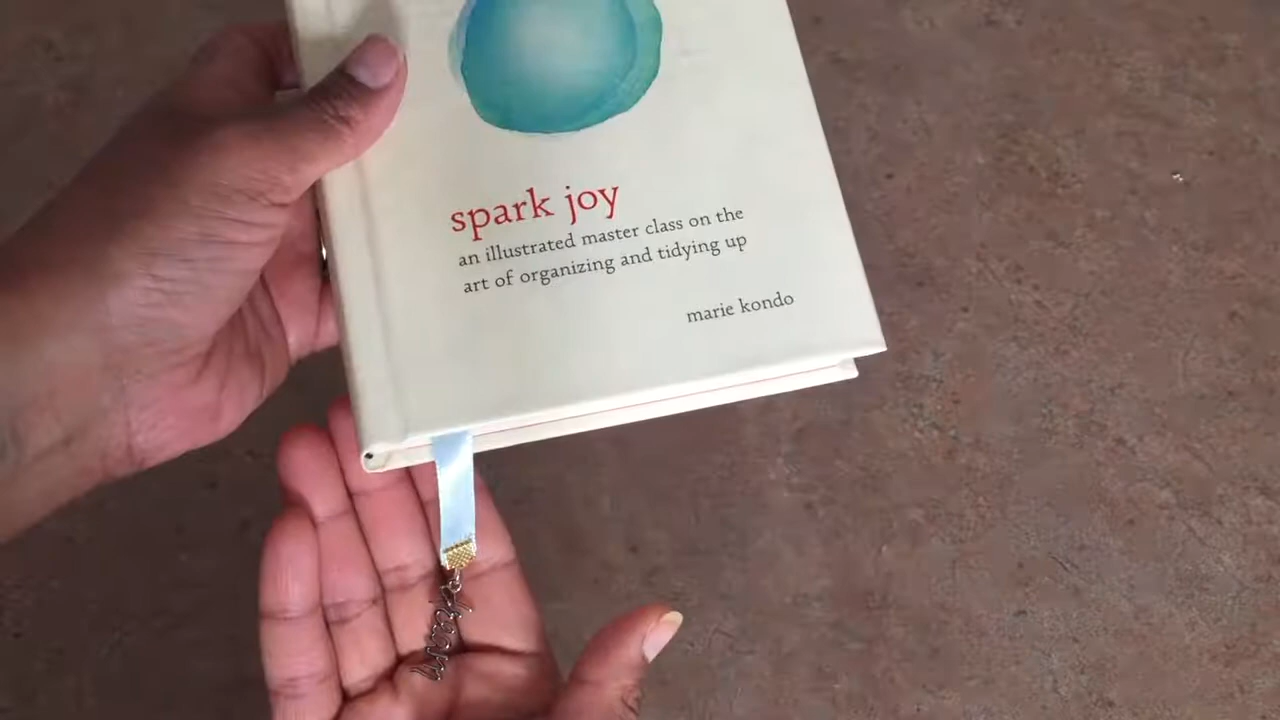 spark joy
an illustrated master class on the
art of organizing and tidying up
marie kondo